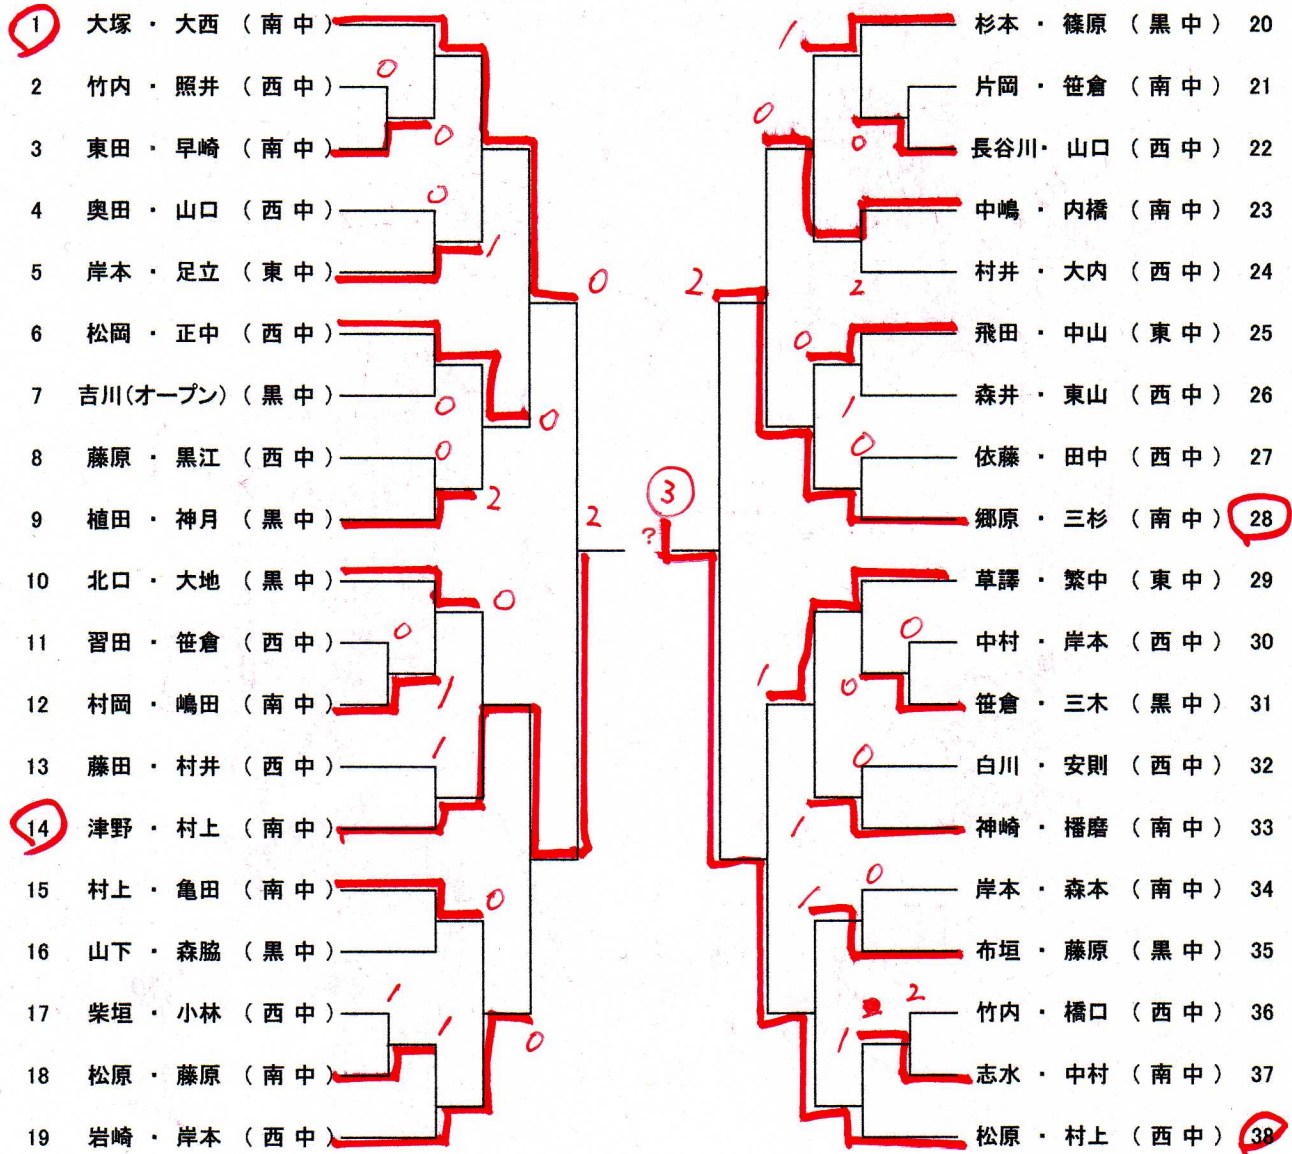 1 大塚 ・ 大西 ( 南 中 )
2 竹内 ・ 照井 ( 西 中 )
0
3 東田 ・ 早崎 ( 南 中 )
0
4 奥田 ・ 山口 ( 西 中 )
0
5 岸本 ・ 足立 ( 東 中 )
1
0
6 松岡 ・ 正中 ( 西 中 )
7 吉川(オープン) ( 黒 中 )
0
0
8 藤原 ・ 黒江 ( 西 中 )
0
9 植田 ・ 神月 ( 黒 中 )
2
2
10 北口 ・ 大地 ( 黒 中 )
0
11 習田 ・ 笹倉 ( 西 中 )
0
12 村岡 ・ 嶋田 ( 南 中 )
1
13 藤田 ・ 村井 ( 西 中 )
1
14 津野 ・ 村上 ( 南 中 )
15 村上 ・ 亀田 ( 南 中 )
0
16 山下 ・ 森脇 ( 黒 中 )
17 柴垣 ・ 小林 ( 西 中 )
1
18 松原 ・ 藤原 ( 南 中 )
1
0
19 岩崎 ・ 岸本 ( 西 中 )
3
?
1
杉本 ・ 篠原 ( 黒 中 ) 20
片岡 ・ 笹倉 ( 南 中 ) 21
0
0
長谷川・ 山口 ( 西 中 ) 22
中嶋 ・ 内橋 ( 南 中 ) 23
村井 ・ 大内 ( 西 中 ) 24
2
2
飛田 ・ 中山 ( 東 中 ) 25
0
森井 ・ 東山 ( 西 中 ) 26
1
0
依藤 ・ 田中 ( 西 中 ) 27
郷原 ・ 三杉 ( 南 中 ) 28
草譯 ・ 繁中 ( 東 中 ) 29
0
中村 ・ 岸本 ( 西 中 ) 30
1
0
笹倉 ・ 三木 ( 黒 中 ) 31
0
白川 ・ 安則 ( 西 中 ) 32
1
神崎 ・ 播磨 ( 南 中 ) 33
0
岸本 ・ 森本 ( 南 中 ) 34
1
布垣 ・ 藤原 ( 黒 中 ) 35
2
竹内 ・ 橋口 ( 西 中 ) 36
1
志水 ・ 中村 ( 南 中 ) 37
松原 ・ 村上 ( 西 中 ) 38